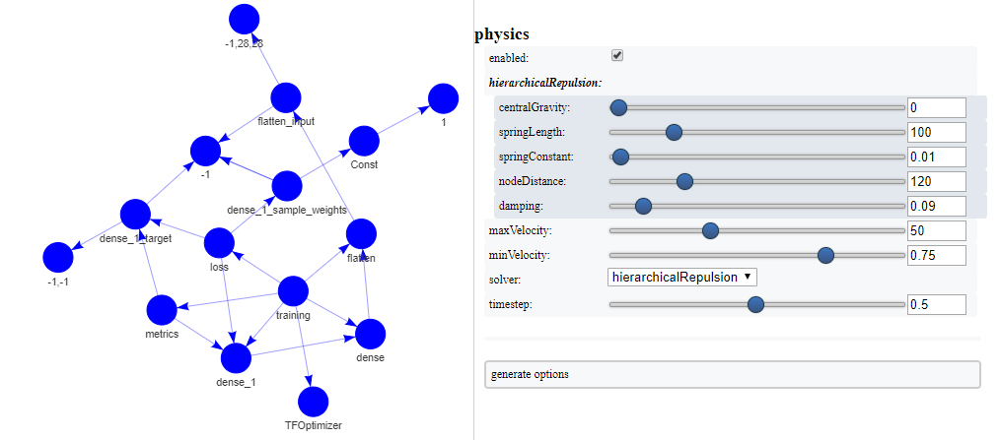 -1,28,28
flatten_input
1
-1
Const
dense_1_sample_weights
dense_1_target
loss
flatten
-1,-1
training
metrics
dense
dense_1
TFOptimizer
physics
enabled:
hierarchicalRepulsion:
centralGravity: 0
springLength: 100
springConstant: 0.01
nodeDistance: 120
damping: 0.09
maxVelocity: 50
minVelocity: 0.75
solver: hierarchicalRepulsion
timestep: 0.5
generate options